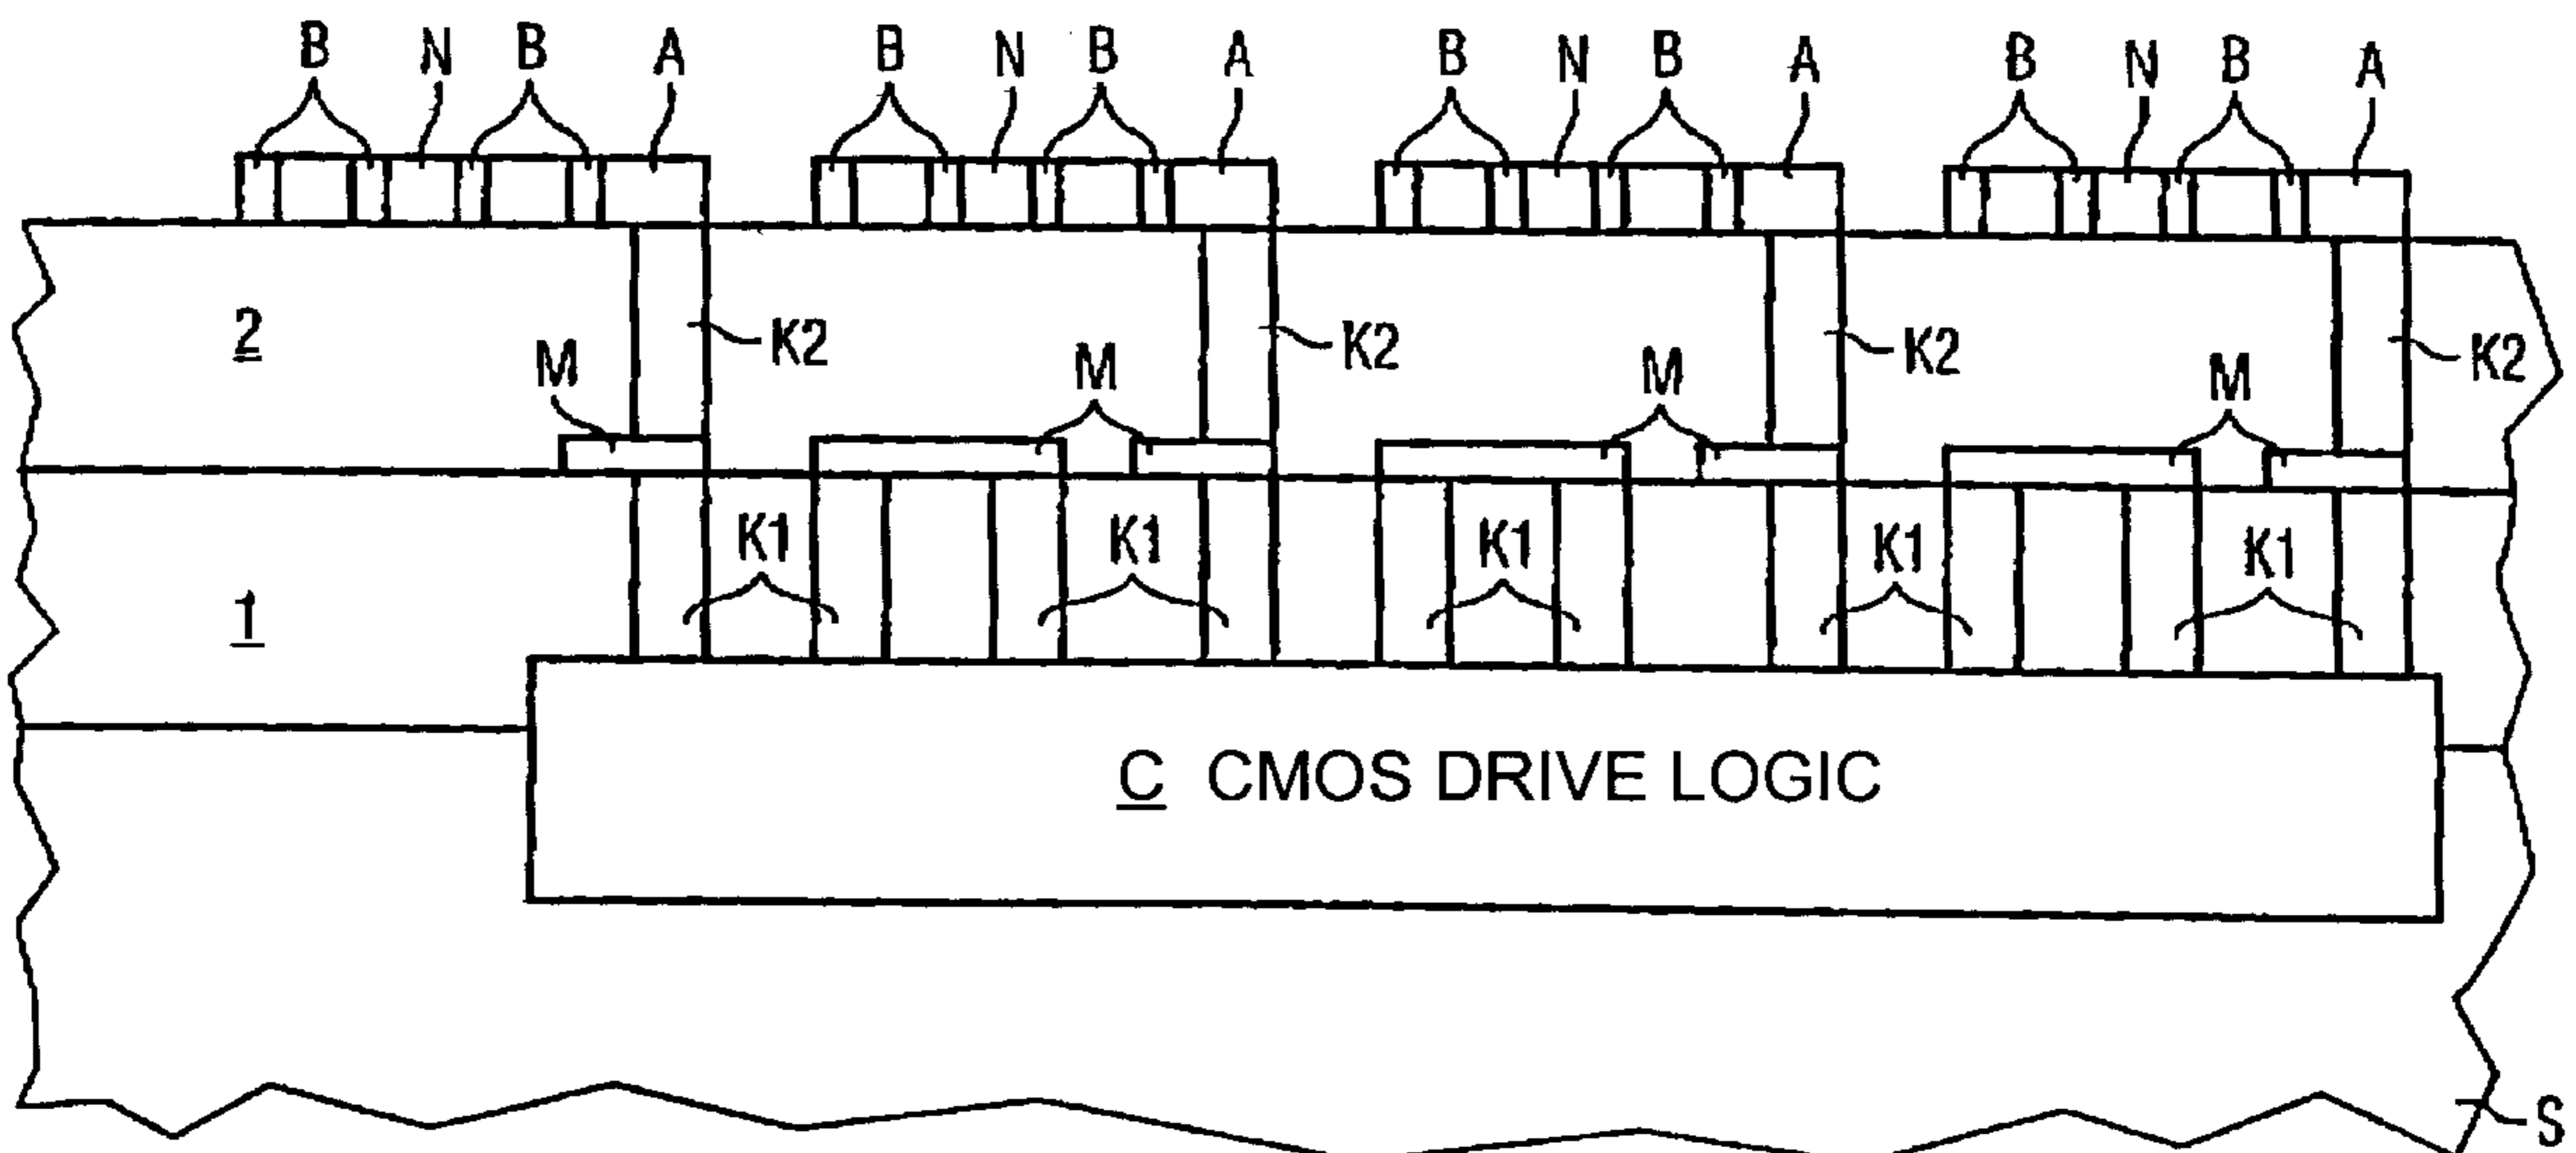 B N B A B N B A B N B A B N B A
2 M K2 M K2 M K2 M K2
1 K1 K1 K1 K1 K1
C CMOS DRIVE LOGIC
S